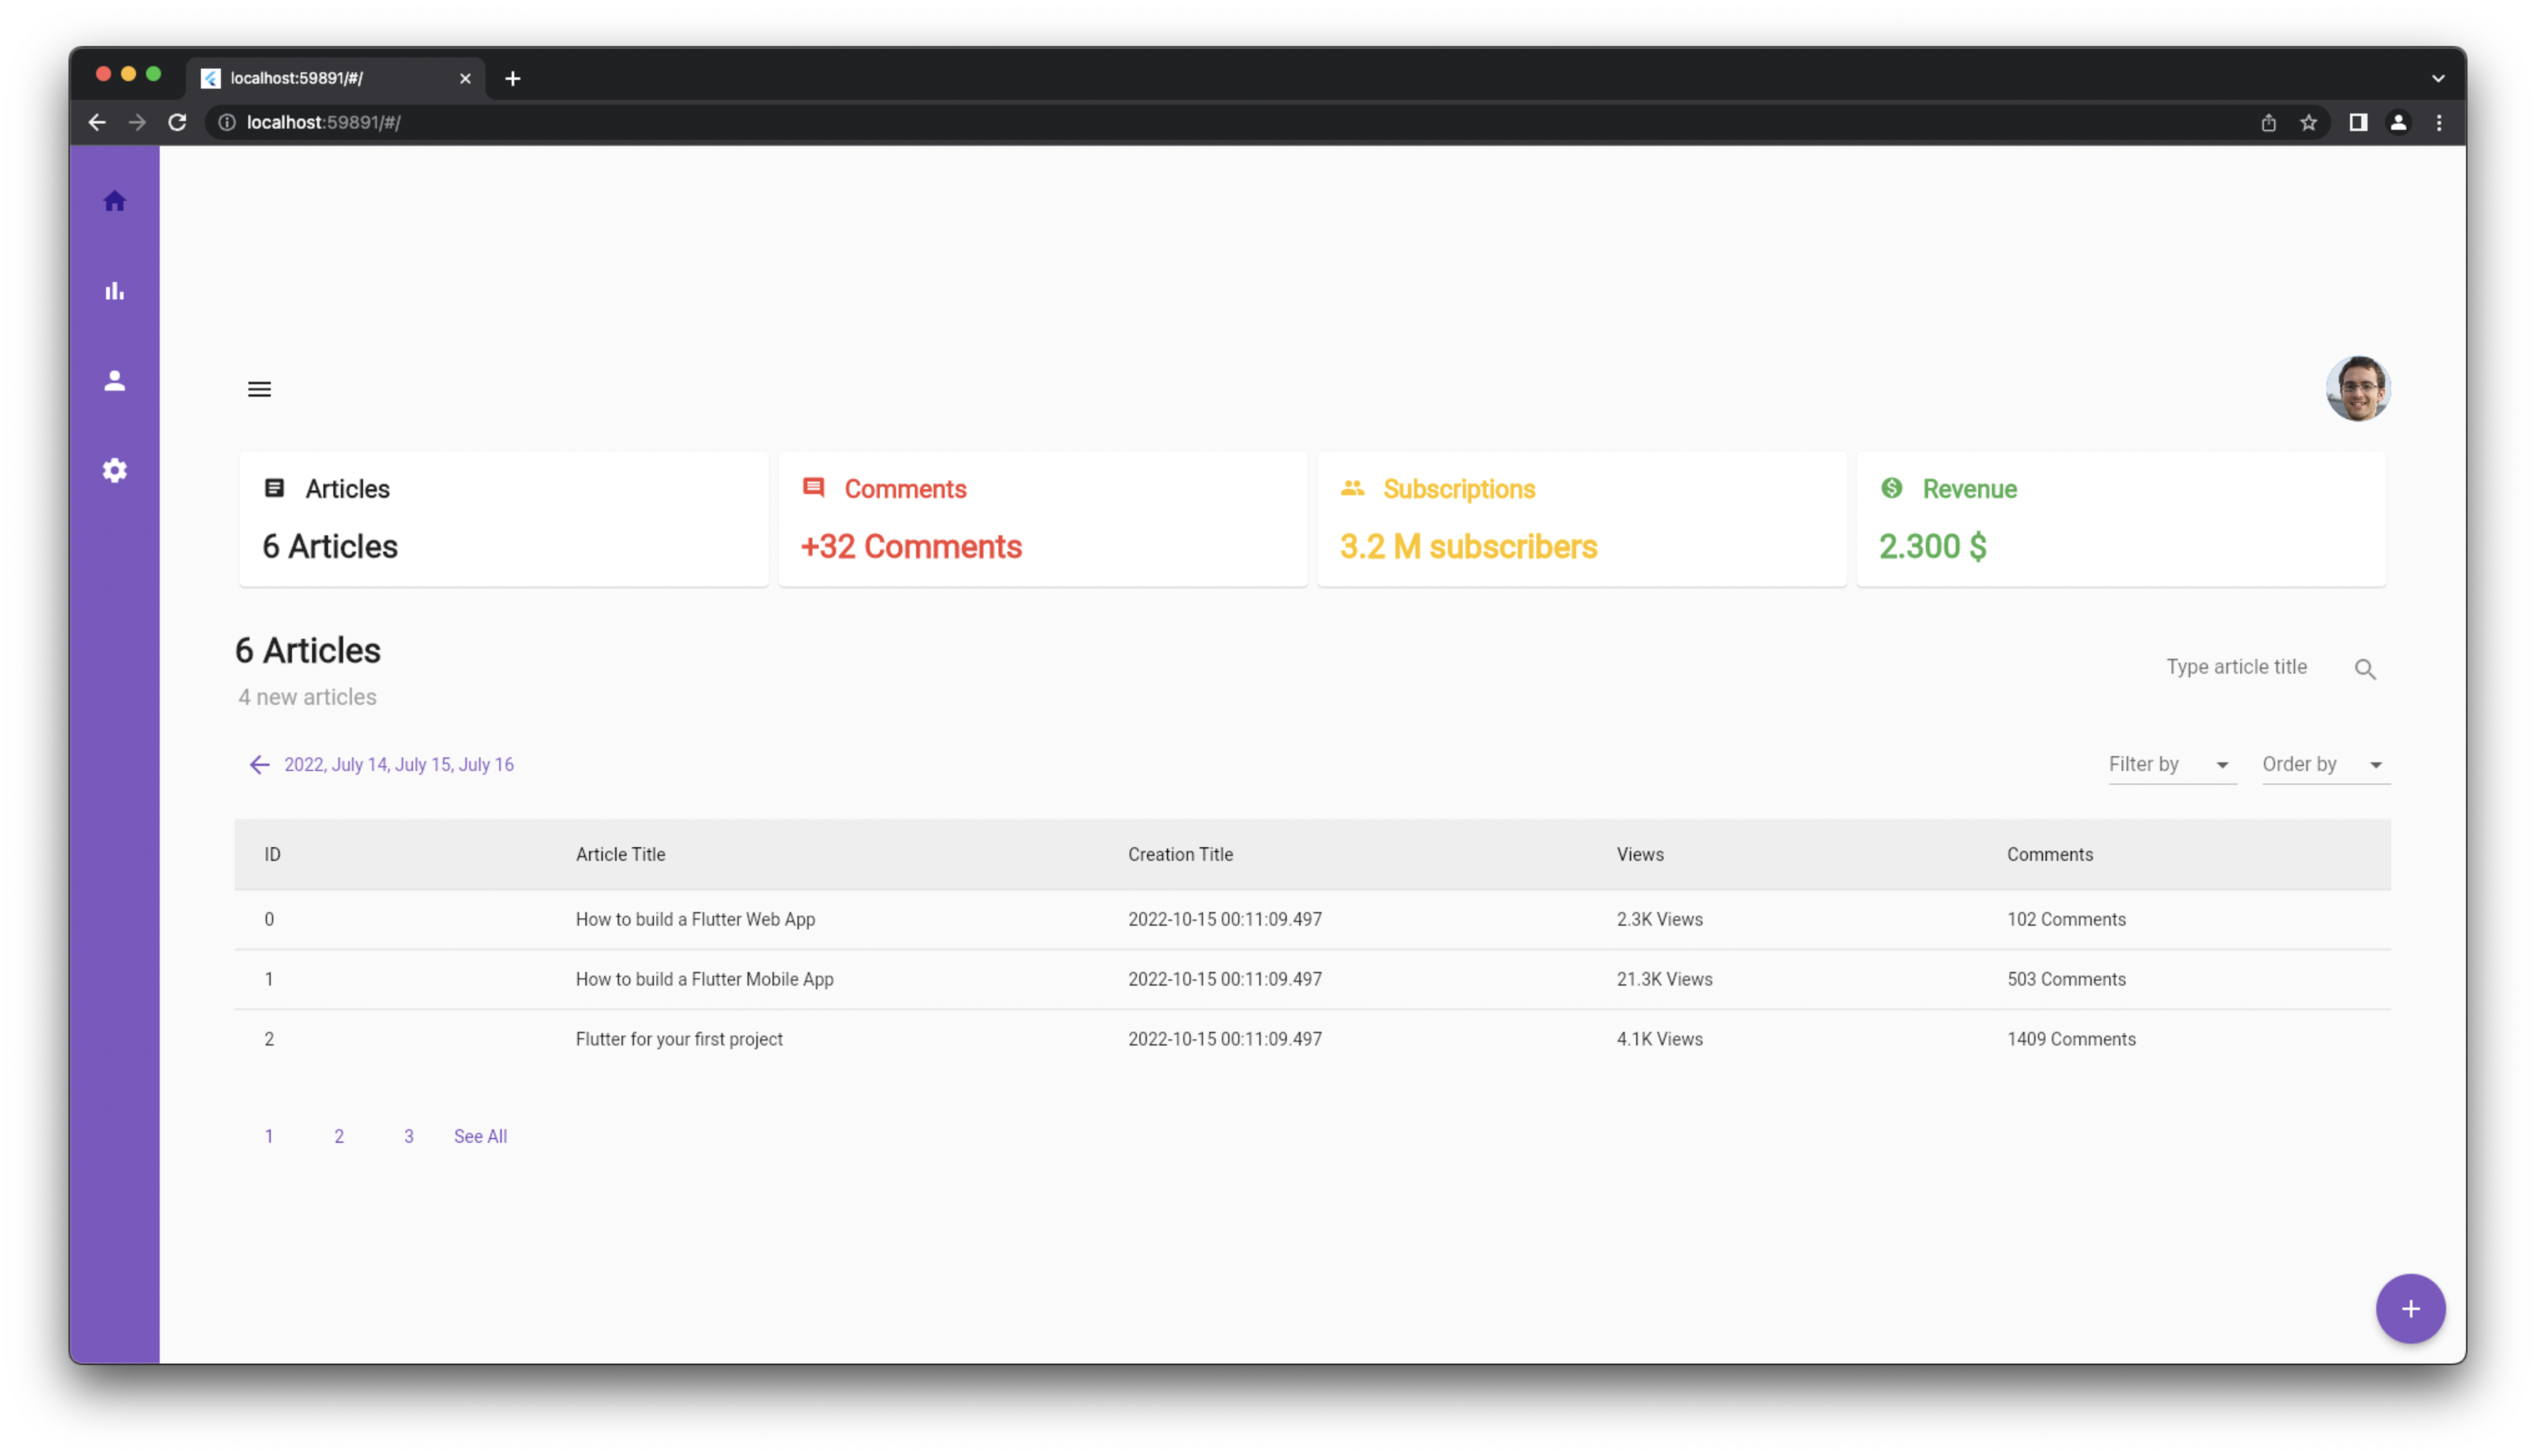 localhost:59891/#/
localhost:59891/#/
Articles
6 Articles
Comments
+32 Comments
Subscriptions
3.2 M subscribers
Revenue
2.300 $
6 Articles
4 new articles
Type article title
2022, July 14, July 15, July 16
Filter by
Order by
ID Article Title Creation Title Views Comments
0 How to build a Flutter Web App 2022-10-15 00:11:09.497 2.3K Views 102 Comments
1 How to build a Flutter Mobile App 2022-10-15 00:11:09.497 21.3K Views 503 Comments
2 Flutter for your first project 2022-10-15 00:11:09.497 4.1K Views 1409 Comments
1 2 3 See All